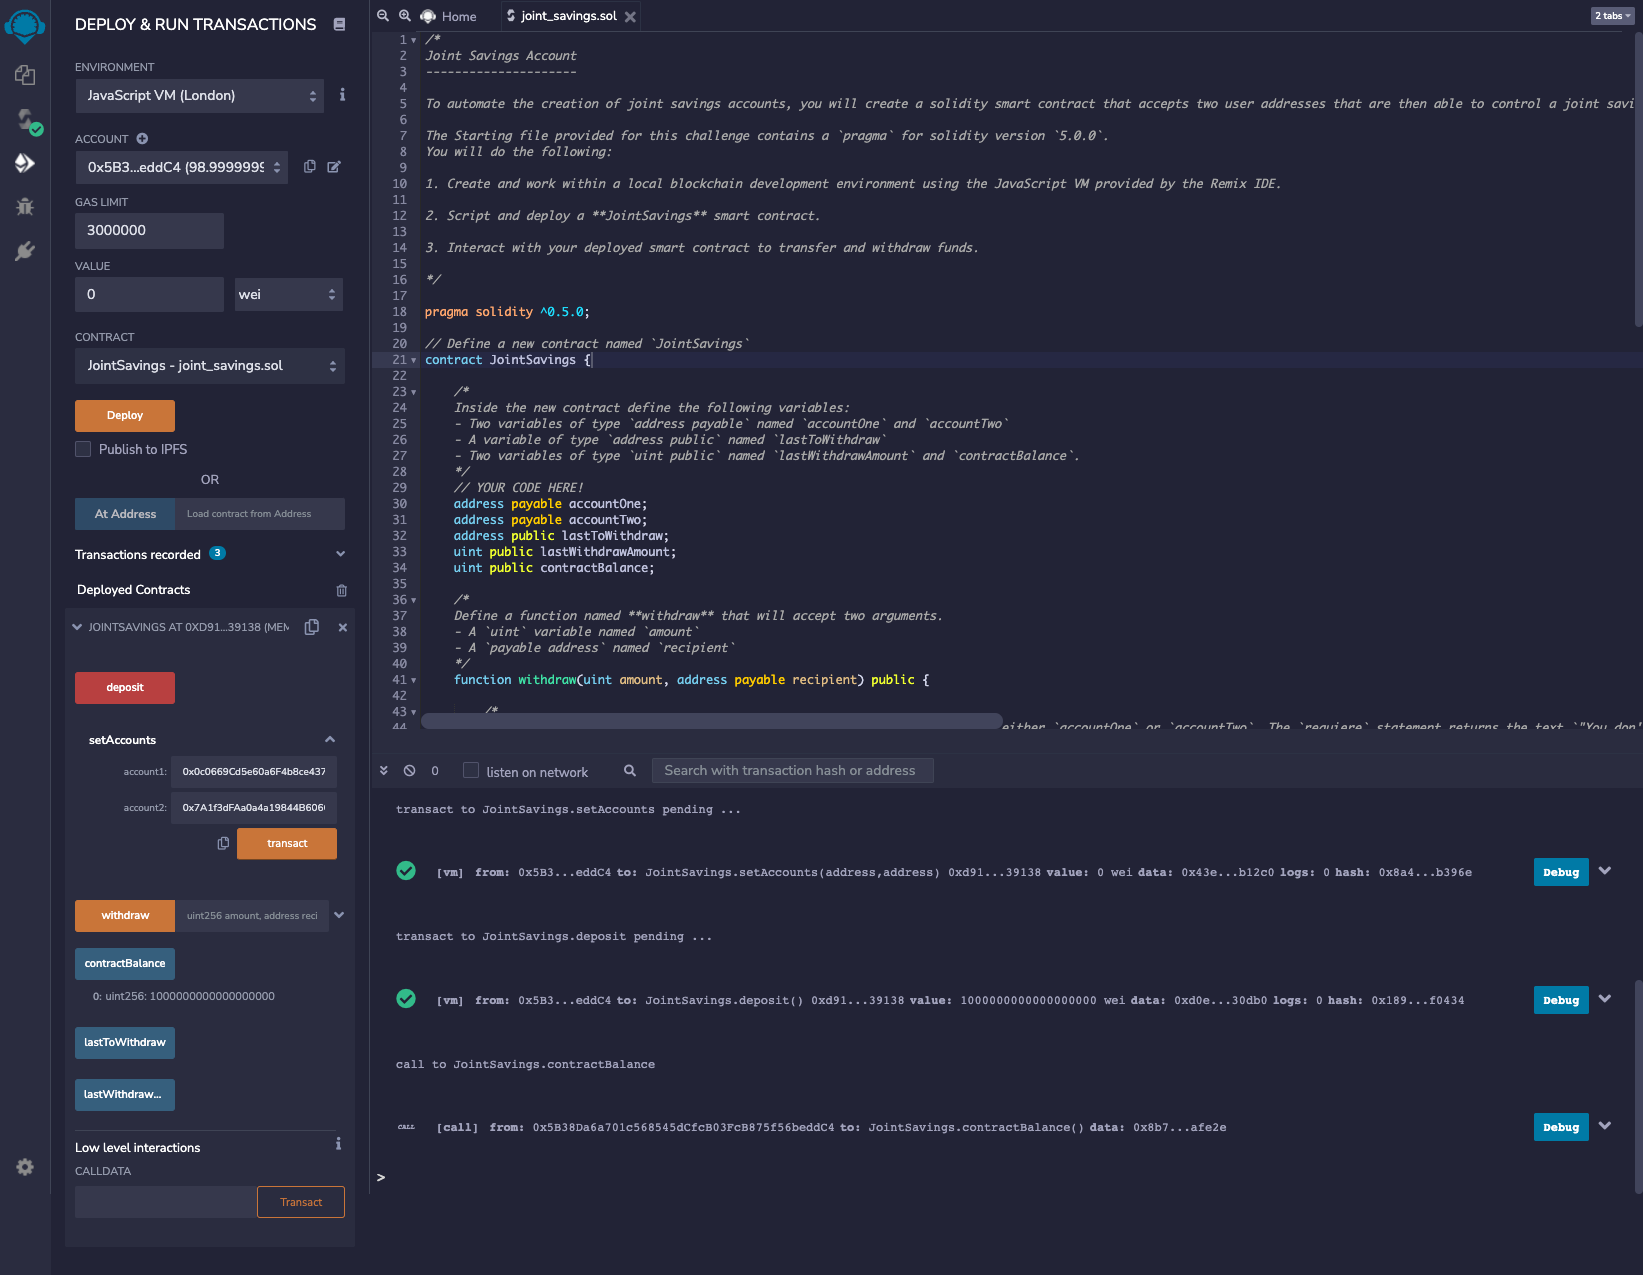 DEPLOY & RUN TRANSACTIONS
ENVIRONMENT
JavaScript VM (London)
ACCOUNT
0x5B3...eddC4 (98.9999999
GAS LIMIT
3000000
VALUE
0
wei
CONTRACT
JointSavings - joint_savings.sol
Deploy
Publish to IPFS
OR
At Address
Load contract from Address
Transactions recorded 3
Deployed Contracts
JOINTSAVINGS AT 0XD91...39138 (MEM
deposit
setAccounts
account1: 0x0c0669Cd5e60a6F4b8ce437
account2: 0x7A1f3dFAa0a4a19844B606
transact
withdraw
uint256 amount, address reci
contractBalance
0: uint256: 1000000000000000000
lastToWithdraw
lastWithdraw...
Low level interactions
CALLDATA
Transact
Home
joint_savings.sol
2 tabs
1 /*
2 Joint Savings Account
3 ---------------------
4
5 To automate the creation of joint savings accounts, you will create a solidity smart contract that accepts two user addresses that are then able to control a joint savi
6
7 The Starting file provided for this challenge contains a `pragma` for solidity version `5.0.0`.
8 You will do the following:
9
10 1. Create and work within a local blockchain development environment using the JavaScript VM provided by the Remix IDE.
11
12 2. Script and deploy a **JointSavings** smart contract.
13
14 3. Interact with your deployed smart contract to transfer and withdraw funds.
15
16 */
17
18 pragma solidity ^0.5.0;
19
20 // Define a new contract named `JointSavings`
21 contract JointSavings {
22
23 /*
24 Inside the new contract define the following variables:
25 - Two variables of type `address payable` named `accountOne` and `accountTwo`
26 - A variable of type `address public` named `lastToWithdraw`
27 - Two variables of type `uint public` named `lastWithdrawAmount` and `contractBalance`.
28 */
29 // YOUR CODE HERE!
30 address payable accountOne;
31 address payable accountTwo;
32 address public lastToWithdraw;
33 uint public lastWithdrawAmount;
34 uint public contractBalance;
35
36 /*
37 Define a function named **withdraw** that will accept two arguments.
38 - A `uint` variable named `amount`
39 - A `payable address` named `recipient`
40 */
41 function withdraw(uint amount, address payable recipient) public {
42
43 /*
44 either `accountOne` or `accountTwo`. The `requiere` statement returns the text `"You don'
0
listen on network
Search with transaction hash or address
transact to JointSavings.setAccounts pending ...
[vm] from: 0x5B3...eddC4 to: JointSavings.setAccounts(address,address) 0xd91...39138 value: 0 wei data: 0x43e...b12c0 logs: 0 hash: 0x8a4...b396e
Debug
transact to JointSavings.deposit pending ...
[vm] from: 0x5B3...eddC4 to: JointSavings.deposit() 0xd91...39138 value: 1000000000000000000 wei data: 0xd0e...30db0 logs: 0 hash: 0x189...f0434
Debug
call to JointSavings.contractBalance
CALL [call] from: 0x5B38Da6a701c568545dCfcB03FcB875f56beddC4 to: JointSavings.contractBalance() data: 0x8b7...afe2e
Debug
>